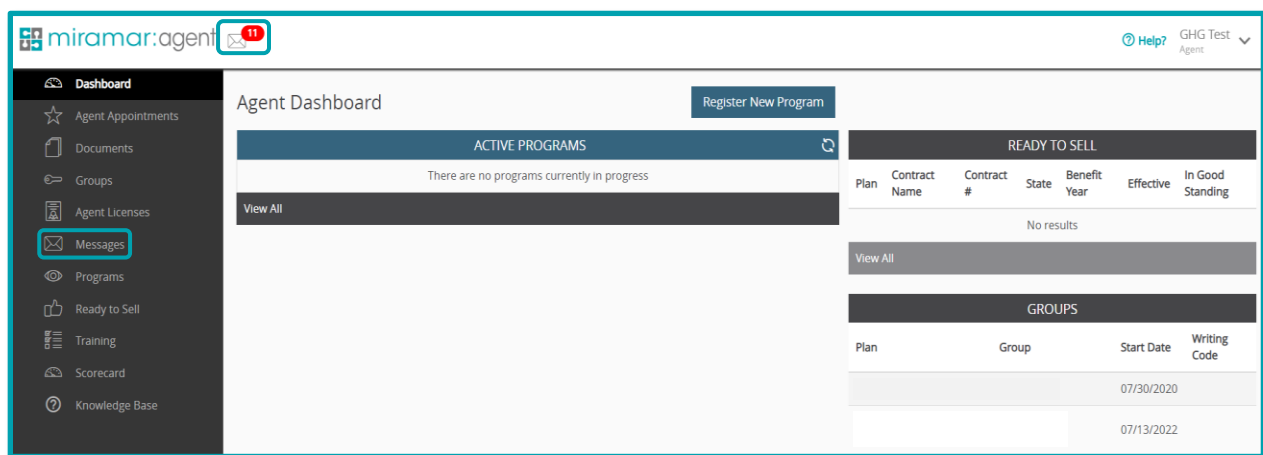 miramar:agent 11
Help?
GHG Test
Agent
Dashboard
Agent Appointments
Documents
Groups
Agent Licenses
Messages
Programs
Ready to Sell
Training
Scorecard
Knowledge Base
Agent Dashboard
Register New Program
ACTIVE PROGRAMS
There are no programs currently in progress
View All
READY TO SELL
Plan Contract Name Contract # State Benefit Year Effective In Good Standing
No results
View All
GROUPS
Plan Group Start Date Writing Code
07/30/2020
07/13/2022